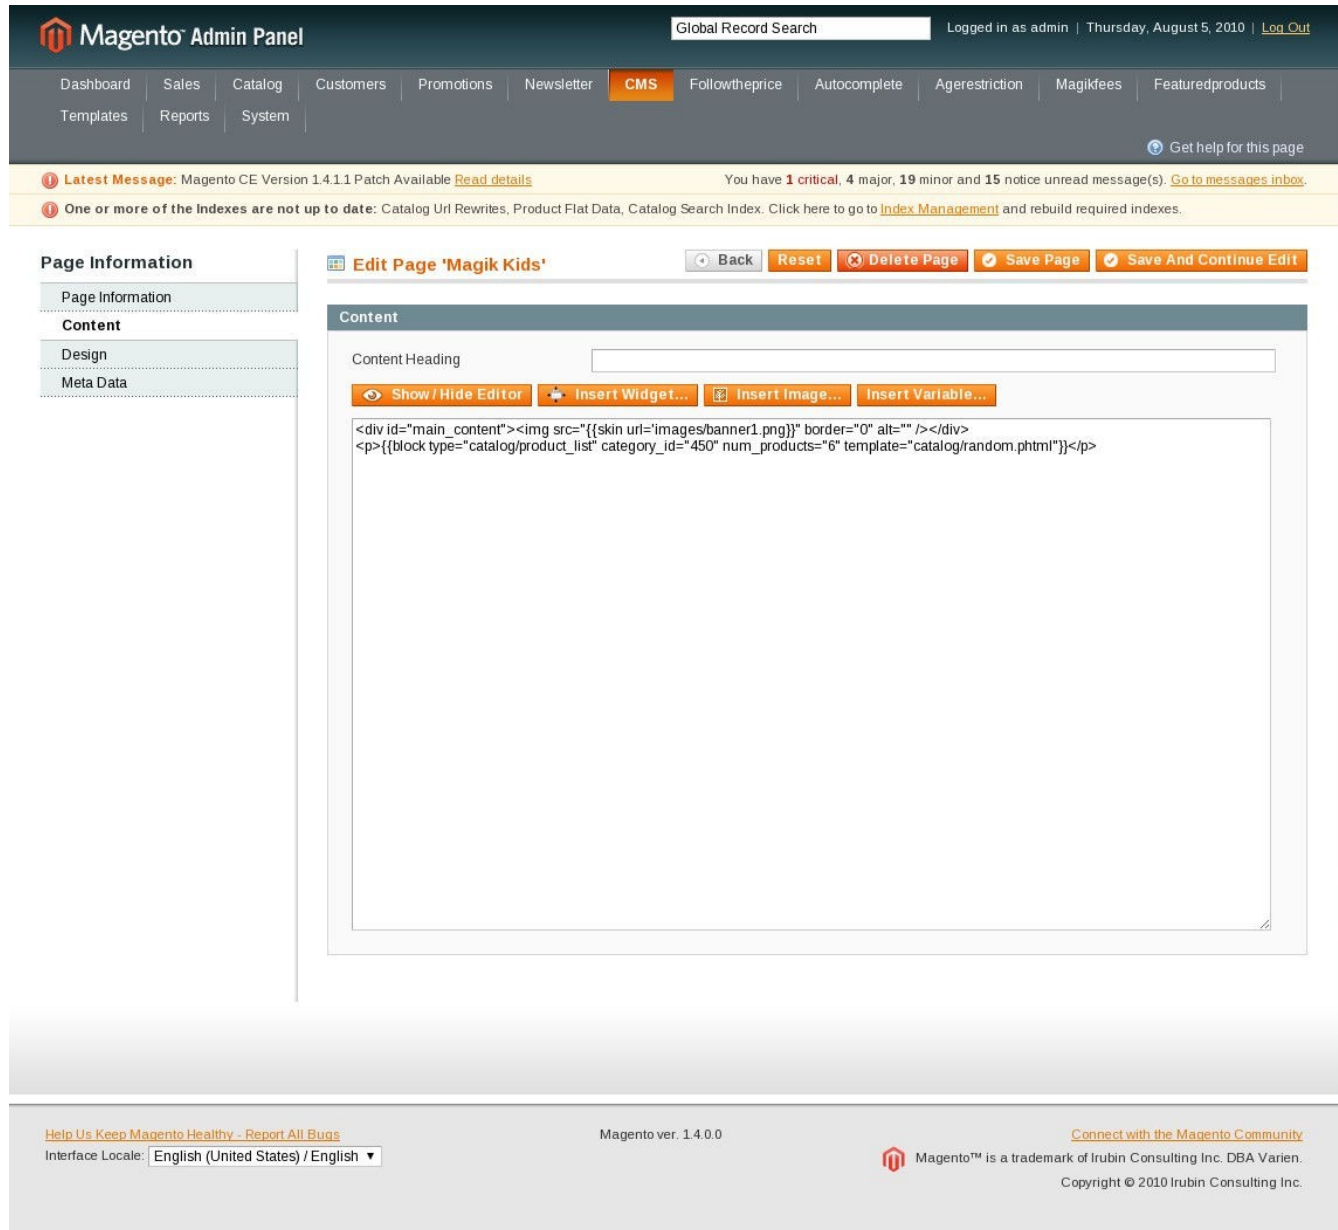 Magento Admin Panel
Global Record Search
Logged in as admin | Thursday, August 5, 2010 | Log Out
Dashboard Sales Catalog Customers Promotions Newsletter CMS Followtheprice Autocomplete Agerestriction Magikfees Featuredproducts
Templates Reports System
Get help for this page
Latest Message: Magento CE Version 1.4.1.1 Patch Available Read details
You have 1 critical, 4 major, 19 minor and 15 notice unread message(s). Go to messages inbox.
One or more of the Indexes are not up to date: Catalog Url Rewrites, Product Flat Data, Catalog Search Index. Click here to go to Index Management and rebuild required indexes.
Page Information
Page Information
Content
Design
Meta Data
Edit Page 'Magik Kids'
Back Reset Delete Page Save Page Save And Continue Edit
Content
Content Heading
Show / Hide Editor Insert Widget... Insert Image... Insert Variable...
<div id="main_content"><img src="{{skin url='images/banner1.png}}" border="0" alt="" /></div>
<p>{{block type="catalog/product_list" category_id="450" num_products="6" template="catalog/random.phtml"}}</p>
Help Us Keep Magento Healthy - Report All Bugs
Interface Locale: English (United States) / English
Magento ver. 1.4.0.0
Connect with the Magento Community
Magento™ is a trademark of Irubin Consulting Inc. DBA Varien.
Copyright © 2010 Irubin Consulting Inc.